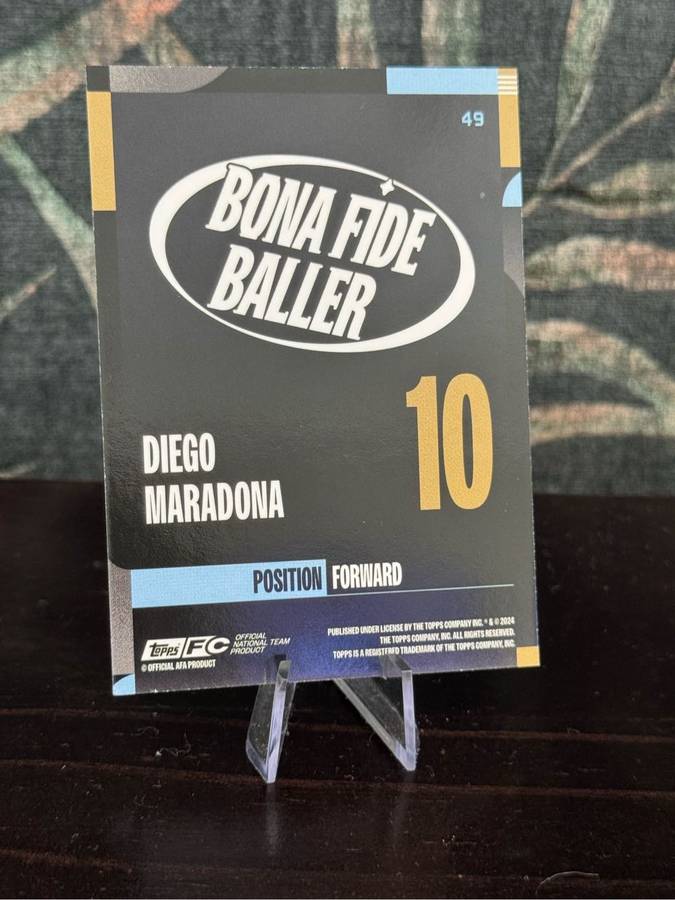 49
BONA FIDE
BALLER
10
DIEGO
MARADONA
POSITION FORWARD
topps FC OFFICIAL
NATIONAL TEAM
PRODUCT
© OFFICIAL AFA PRODUCT
PUBLISHED UNDER LICENSE BY THE TOPPS COMPANY INC. ® & © 2024
THE TOPPS COMPANY, INC. ALL RIGHTS RESERVED.
TOPPS IS A REGISTERED TRADEMARK OF THE TOPPS COMPANY, INC.